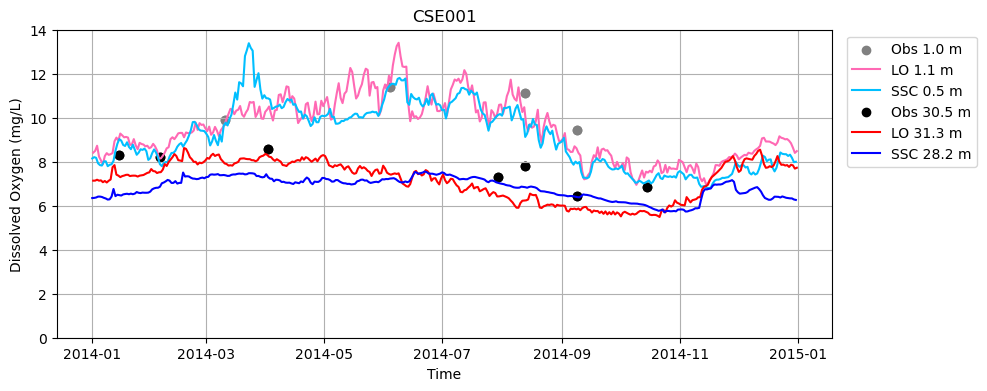 CSE001
Dissolved Oxygen (mg/L)
14
12
10
8
6
4
2
0
2014-01
2014-03
2014-05
2014-07
2014-09
2014-11
2015-01
Time
Obs 1.0 m
LO 1.1 m
SSC 0.5 m
Obs 30.5 m
LO 31.3 m
SSC 28.2 m